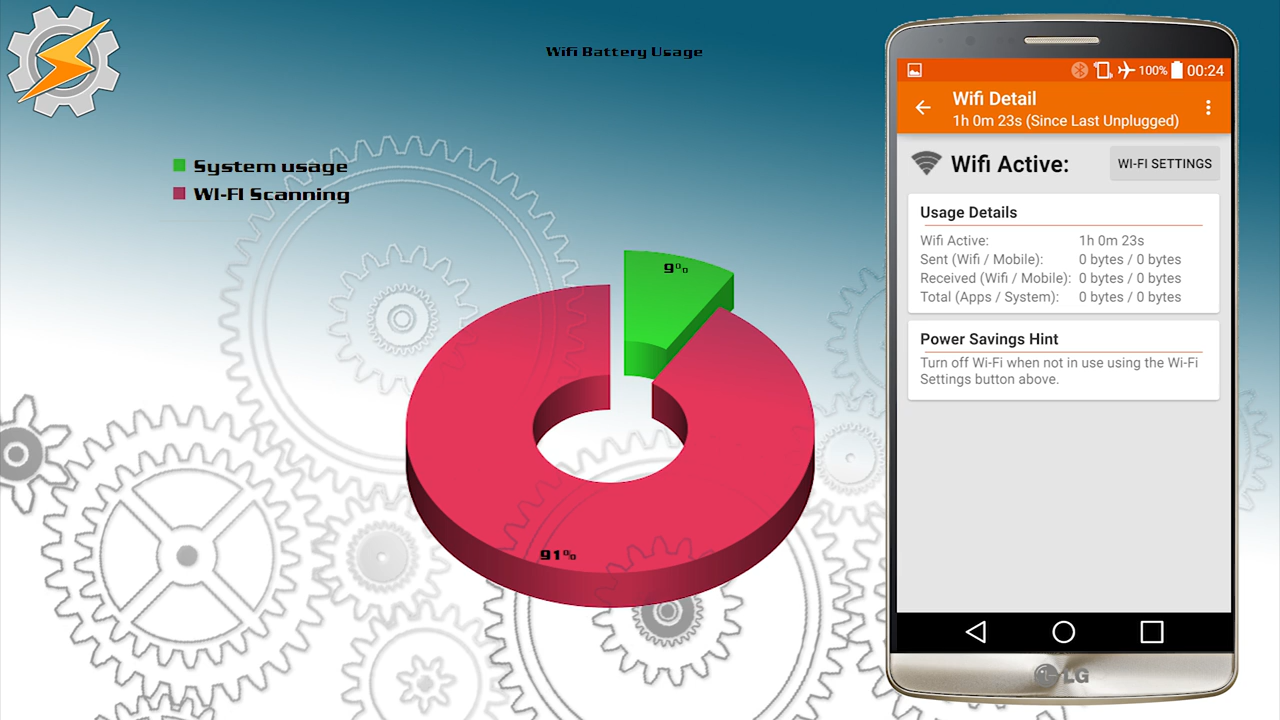 Wifi Battery Usage
System usage
WI-FI Scanning
9%
91%
100% 00:24
Wifi Detail
1h 0m 23s (Since Last Unplugged)
Wifi Active:
WI-FI SETTINGS
Usage Details
Wifi Active: 1h 0m 23s
Sent (Wifi / Mobile): 0 bytes / 0 bytes
Received (Wifi / Mobile): 0 bytes / 0 bytes
Total (Apps / System): 0 bytes / 0 bytes
Power Savings Hint
Turn off Wi-Fi when not in use using the Wi-Fi
Settings button above.
LG